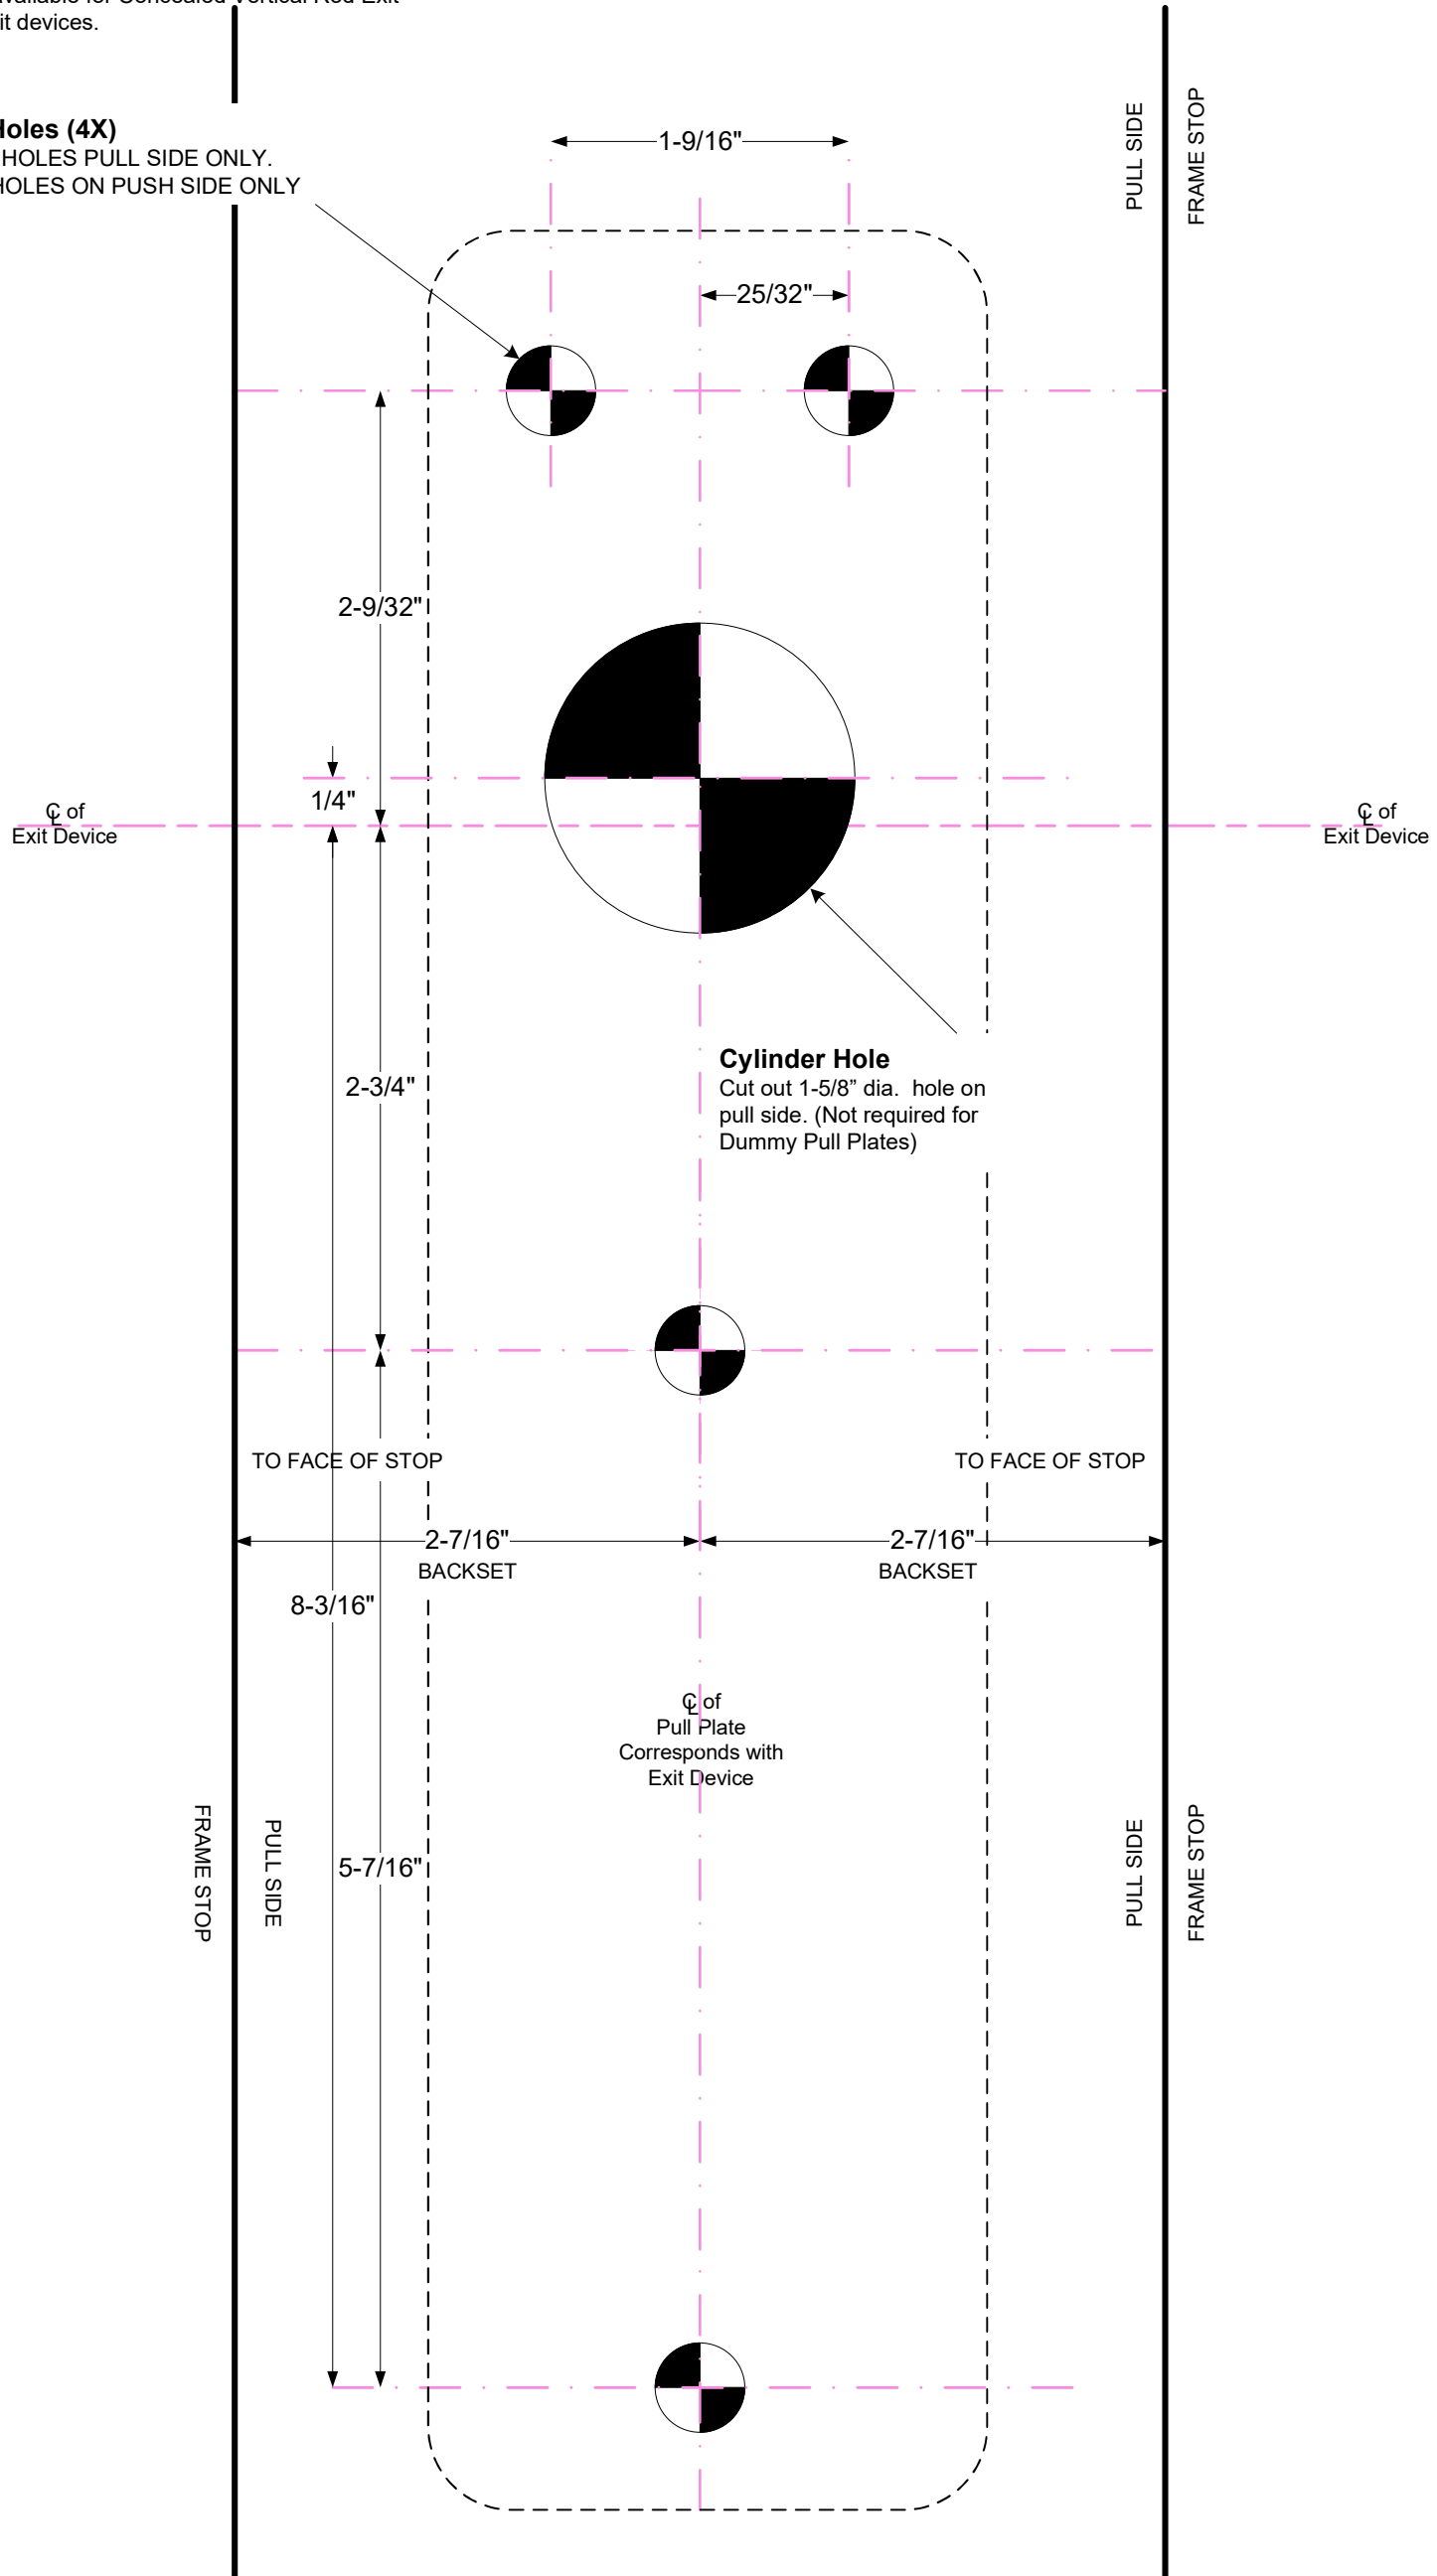 Concealed Vertical Rod Exit
devices.
Holes (4X)
HOLES PULL SIDE ONLY.
HOLES ON PUSH SIDE ONLY
1-9/16"
PULL SIDE
FRAME STOP
25/32"
2-9/32"
1/4"
℄ of
Exit Device
℄ of
Exit Device
Cylinder Hole
Cut out 1-5/8” dia. hole on
pull side. (Not required for
Dummy Pull Plates)
2-3/4"
TO FACE OF STOP
TO FACE OF STOP
2-7/16"
BACKSET
2-7/16"
BACKSET
8-3/16"
℄ of
Pull Plate
Corresponds with
Exit Device
FRAME STOP
PULL SIDE
5-7/16"
PULL SIDE
FRAME STOP